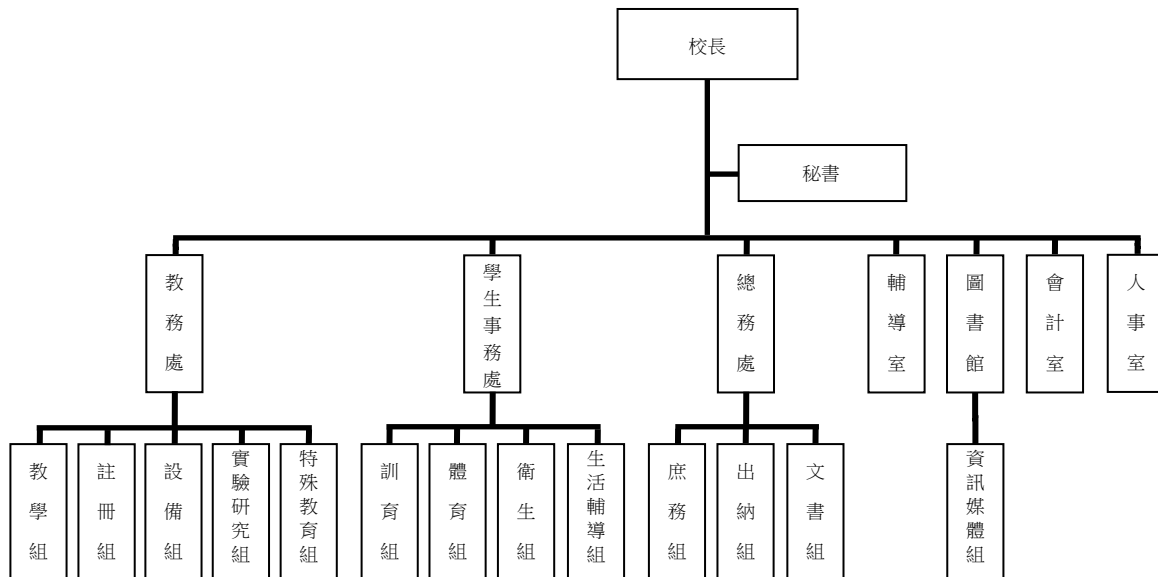 校長
秘書
教務處
學生事務處
總務處
輔導室
圖書館
會計室
人事室
教學組
註冊組
設備組
實驗研究組
特殊教育組
訓育組
體育組
衛生組
生活輔導組
庶務組
出納組
文書組
資訊媒體組